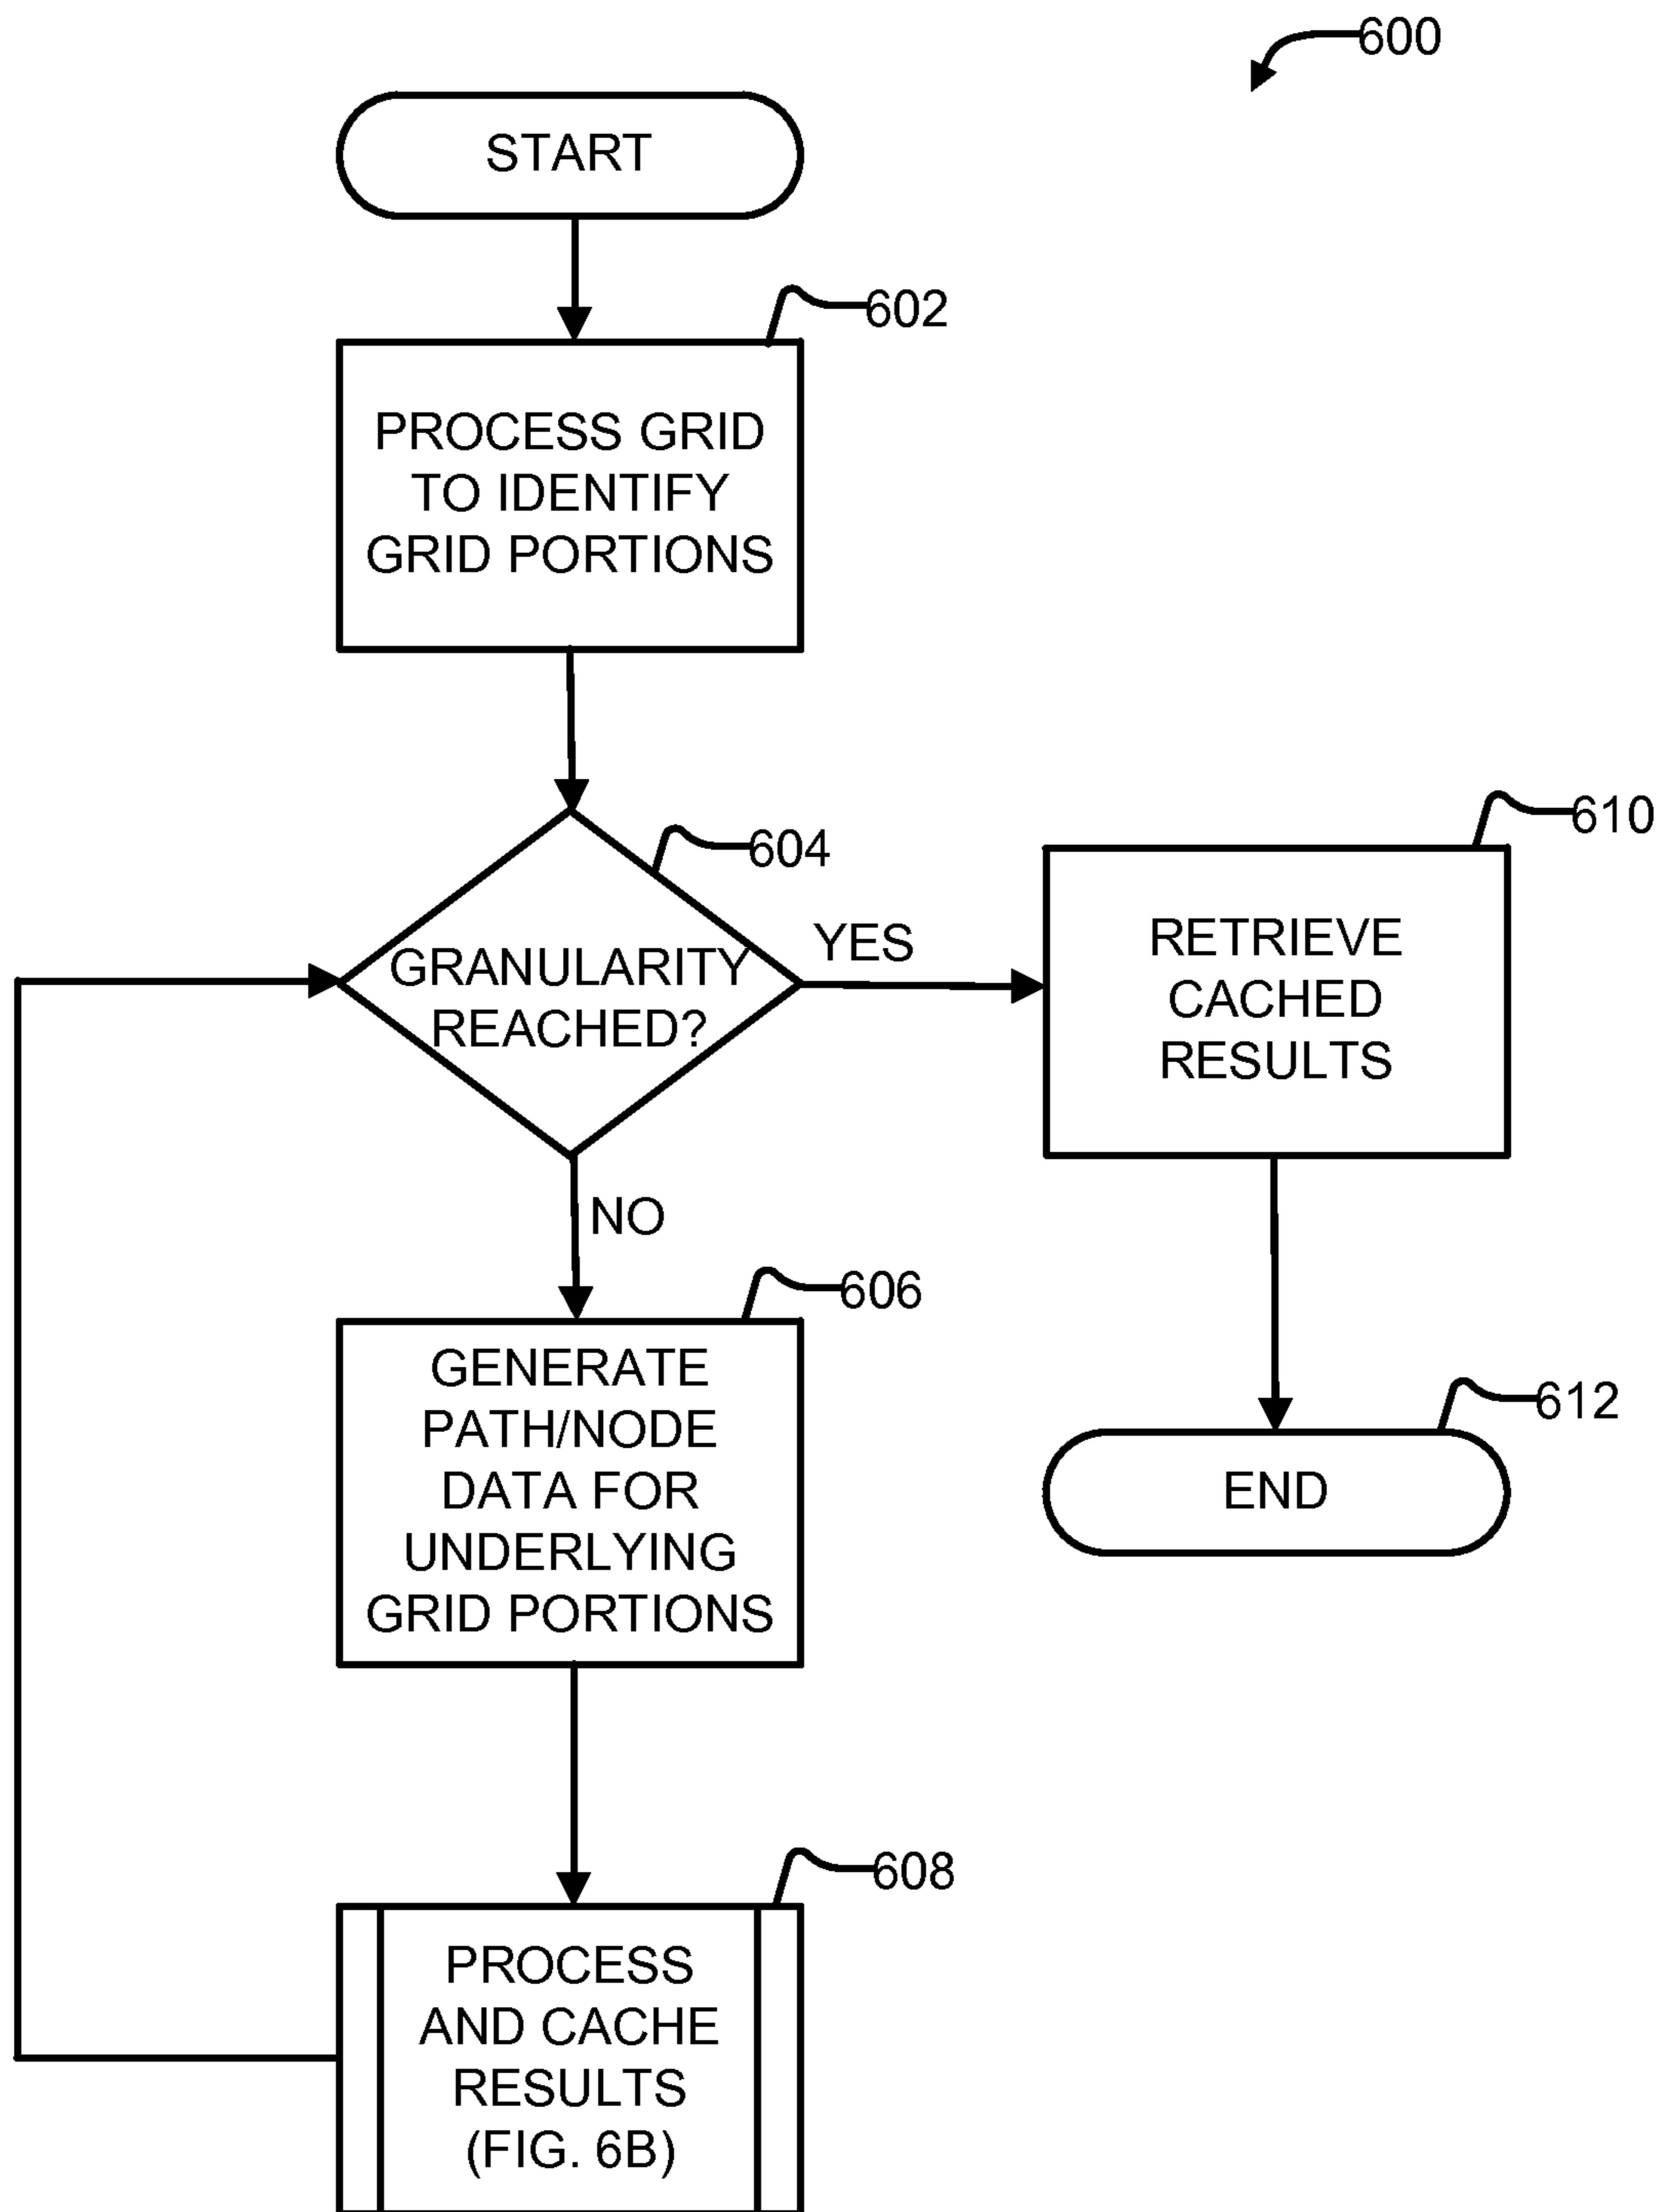 600
START
602
PROCESS GRID
TO IDENTIFY
GRID PORTIONS
604
GRANULARITY
REACHED?
YES
610
RETRIEVE
CACHED
RESULTS
NO
606
GENERATE
PATH/NODE
DATA FOR
UNDERLYING
GRID PORTIONS
612
END
608
PROCESS
AND CACHE
RESULTS
(FIG. 6B)